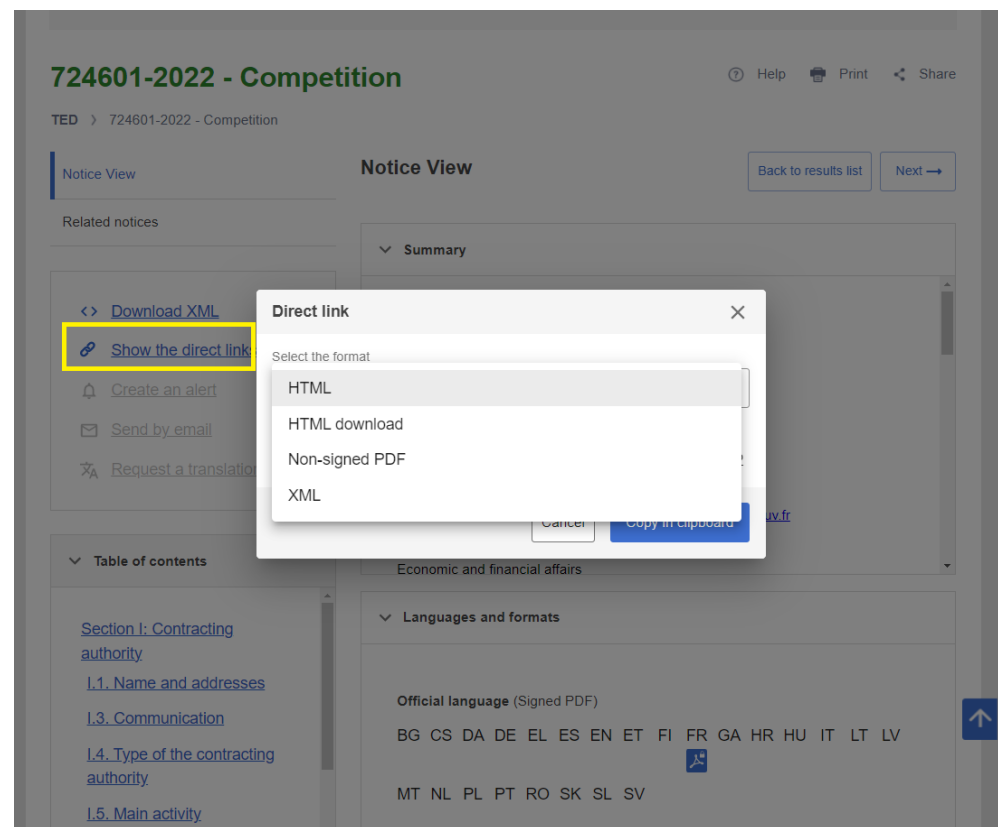 724601-2022 - Competition
Help Print Share
TED 724601-2022 - Competition
Notice View
Related notices
Notice View
Back to results list
Next
Summary
Download XML
Show the direct links
Create an alert
Send by email
Request a translation
Direct link
Select the format
HTML
HTML download
Non-signed PDF
XML
Cancel
Copy in clipboard
uv.fr
Economic and financial affairs
Table of contents
Section I: Contracting
authority
I.1. Name and addresses
I.3. Communication
I.4. Type of the contracting
authority
I.5. Main activity
Languages and formats
Official language (Signed PDF)
BG CS DA DE EL ES EN ET FI FR GA HR HU IT LT LV
MT NL PL PT RO SK SL SV